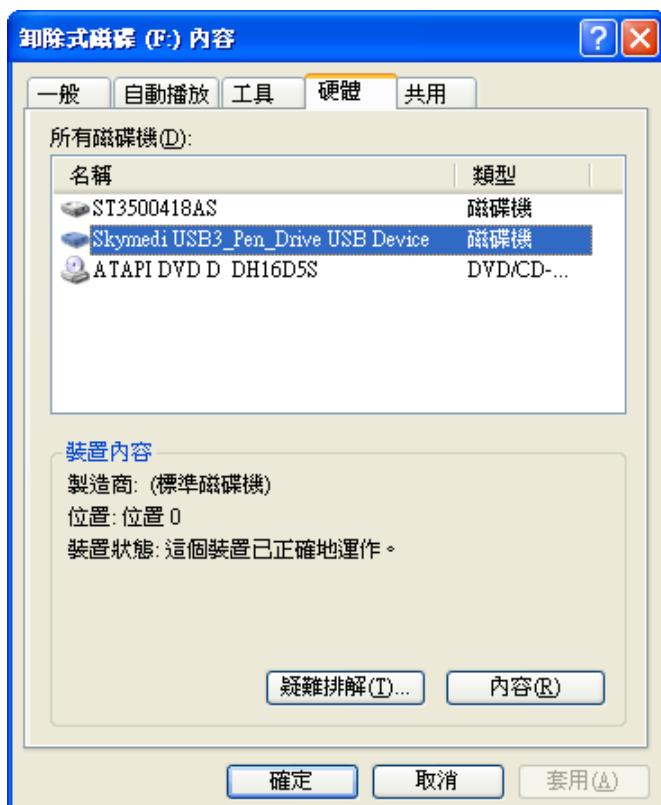 卸除式磁碟 (F:) 內容
一般 自動播放 工具 硬體 共用
所有磁碟機(D):
名稱 類型
ST3500418AS 磁碟機
Skymedi USB3_Pen_Drive USB Device 磁碟機
ATAPI DVD D DH16D5S DVD/CD-...
裝置內容
製造商: (標準磁碟機)
位置: 位置 0
裝置狀態: 這個裝置已正確地運作。
疑難排解(T)... 內容(R)
確定 取消 套用(A)